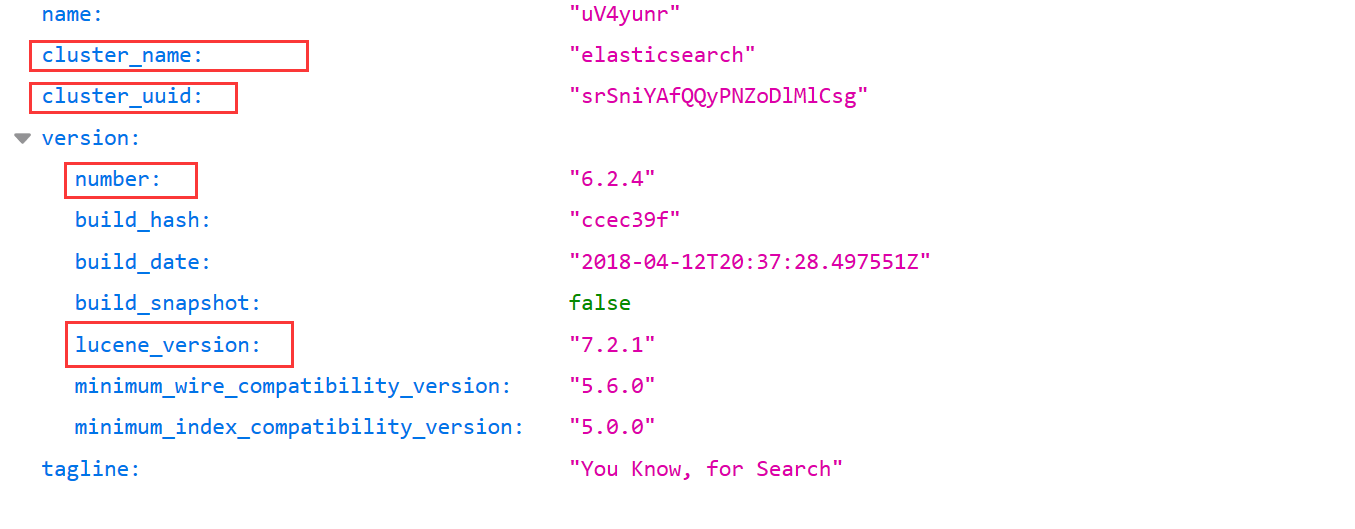 name: "uV4yunr"
cluster_name: "elasticsearch"
cluster_uuid: "srSniYAfQQyPNZoDlMlCsg"
version:
number: "6.2.4"
build_hash: "ccec39f"
build_date: "2018-04-12T20:37:28.497551Z"
build_snapshot: false
lucene_version: "7.2.1"
minimum_wire_compatibility_version: "5.6.0"
minimum_index_compatibility_version: "5.0.0"
tagline: "You Know, for Search"